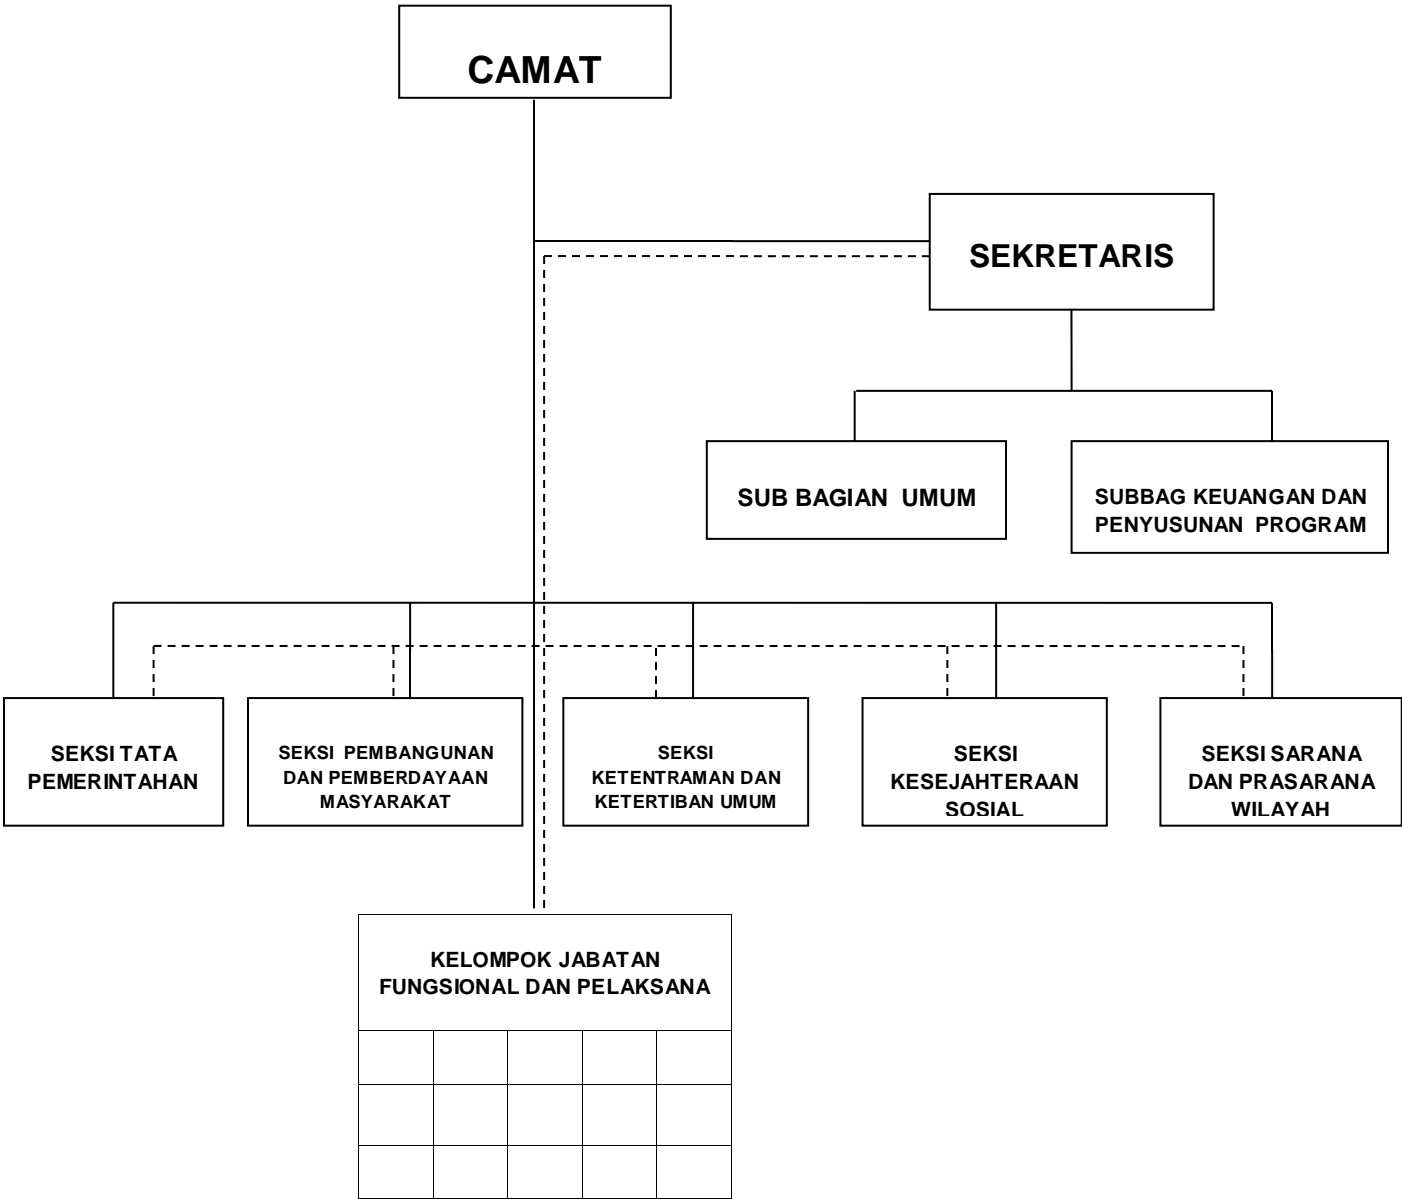 CAMAT
SEKRETARIS
SUB BAGIAN UMUM
SUBBAG KEUANGAN DAN
PENYUSUNAN PROGRAM
SEKSI TATA
PEMERINTAHAN
SEKSI PEMBANGUNAN
DAN PEMBERDAYAAN
MASYARAKAT
SEKSI
KETENTRAMAN DAN
KETERTIBAN UMUM
SEKSI
KESEJAHTERAAN
SOSIAL
SEKSI SARANA
DAN PRASARANA
WILAYAH
KELOMPOK JABATAN
FUNGSIONAL DAN PELAKSANA